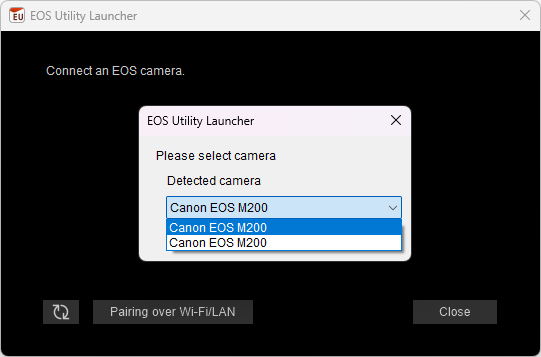 EU EOS Utility Launcher
Connect an EOS camera.
EOS Utility Launcher
Please select camera
Detected camera
Canon EOS M200
Canon EOS M200
Canon EOS M200
Pairing over Wi-Fi/LAN
Close